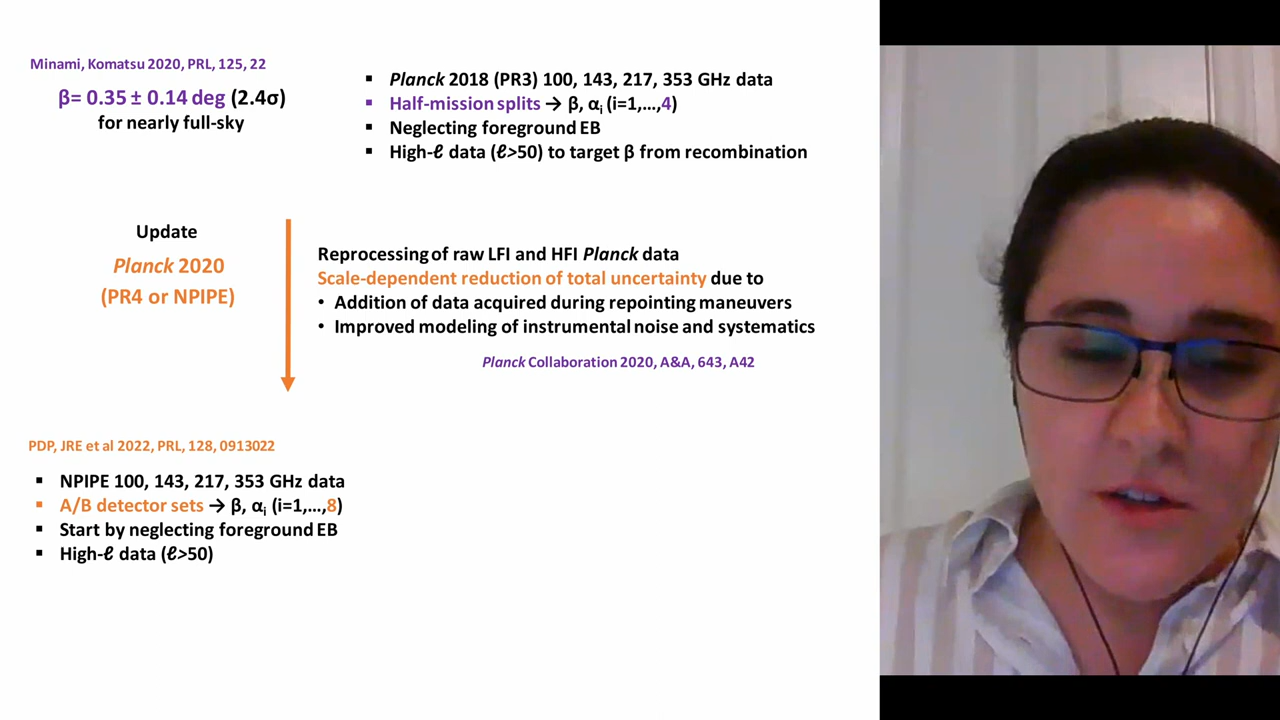 Minami, Komatsu 2020, PRL, 125, 22
β= 0.35 ± 0.14 deg (2.4σ)
for nearly full-sky
▪ Planck 2018 (PR3) 100, 143, 217, 353 GHz data
▪ Half-mission splits → β, αi (i=1,...,4)
▪ Neglecting foreground EB
▪ High-ℓ data (ℓ>50) to target β from recombination
Update
Planck 2020
(PR4 or NPIPE)
Reprocessing of raw LFI and HFI Planck data
Scale-dependent reduction of total uncertainty due to
• Addition of data acquired during repointing maneuvers
• Improved modeling of instrumental noise and systematics
Planck Collaboration 2020, A&A, 643, A42
PDP, JRE et al 2022, PRL, 128, 0913022
▪ NPIPE 100, 143, 217, 353 GHz data
▪ A/B detector sets → β, αi (i=1,...,8)
▪ Start by neglecting foreground EB
▪ High-ℓ data (ℓ>50)